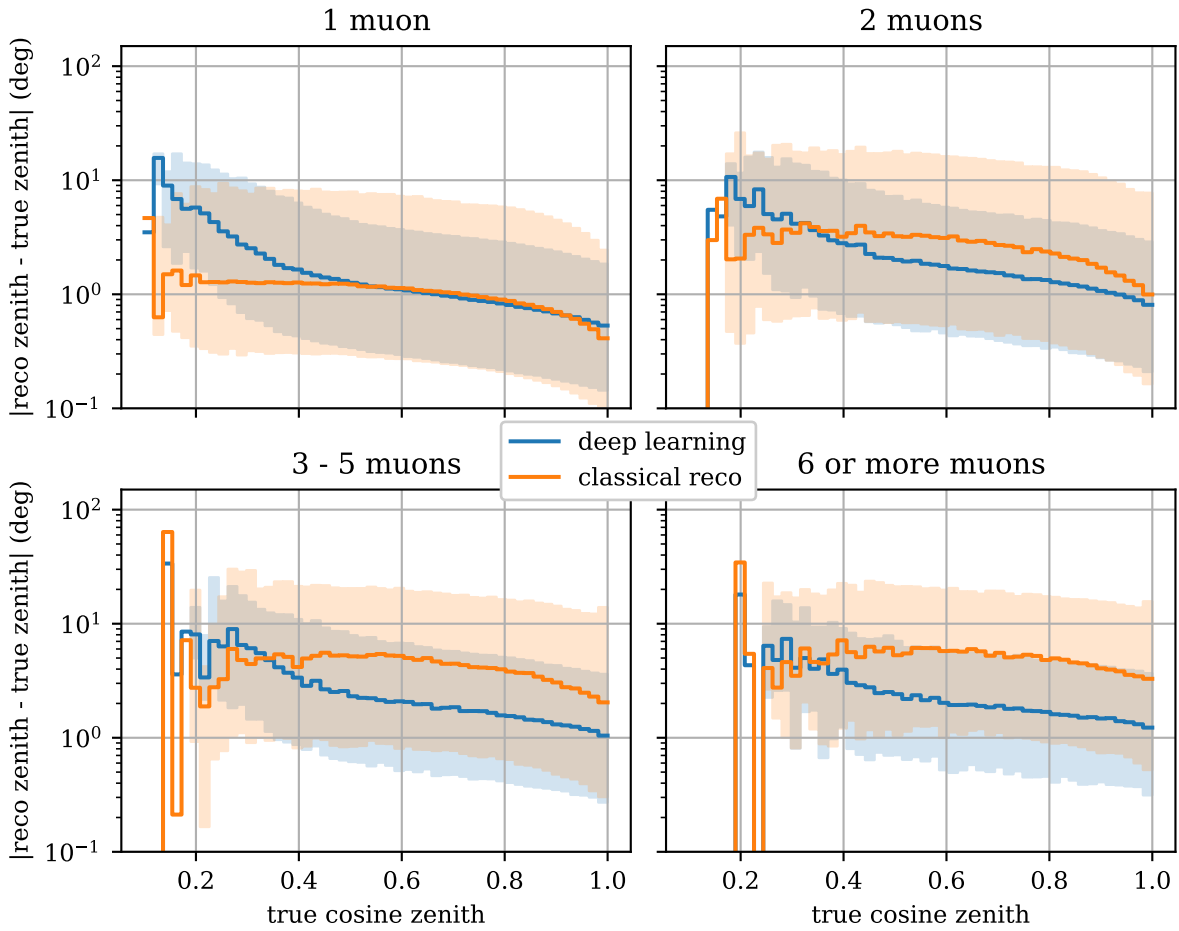 1 muon
2 muons
|reco zenith - true zenith| (deg)
10²
10¹
10⁰
10⁻¹
deep learning
classical reco
3 - 5 muons
6 or more muons
|reco zenith - true zenith| (deg)
10²
10¹
10⁰
10⁻¹
0.2 0.4 0.6 0.8 1.0
0.2 0.4 0.6 0.8 1.0
true cosine zenith
true cosine zenith